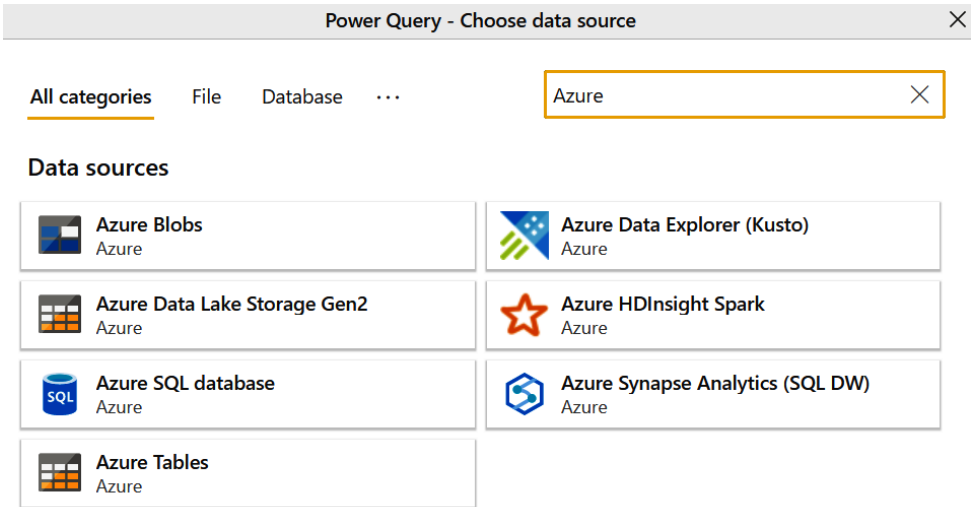 Power Query - Choose data source
All categories File Database ...
Azure
Data sources
Azure Blobs
Azure
Azure Data Explorer (Kusto)
Azure
Azure Data Lake Storage Gen2
Azure
Azure HDInsight Spark
Azure
SQL
Azure SQL database
Azure
Azure Synapse Analytics (SQL DW)
Azure
Azure Tables
Azure